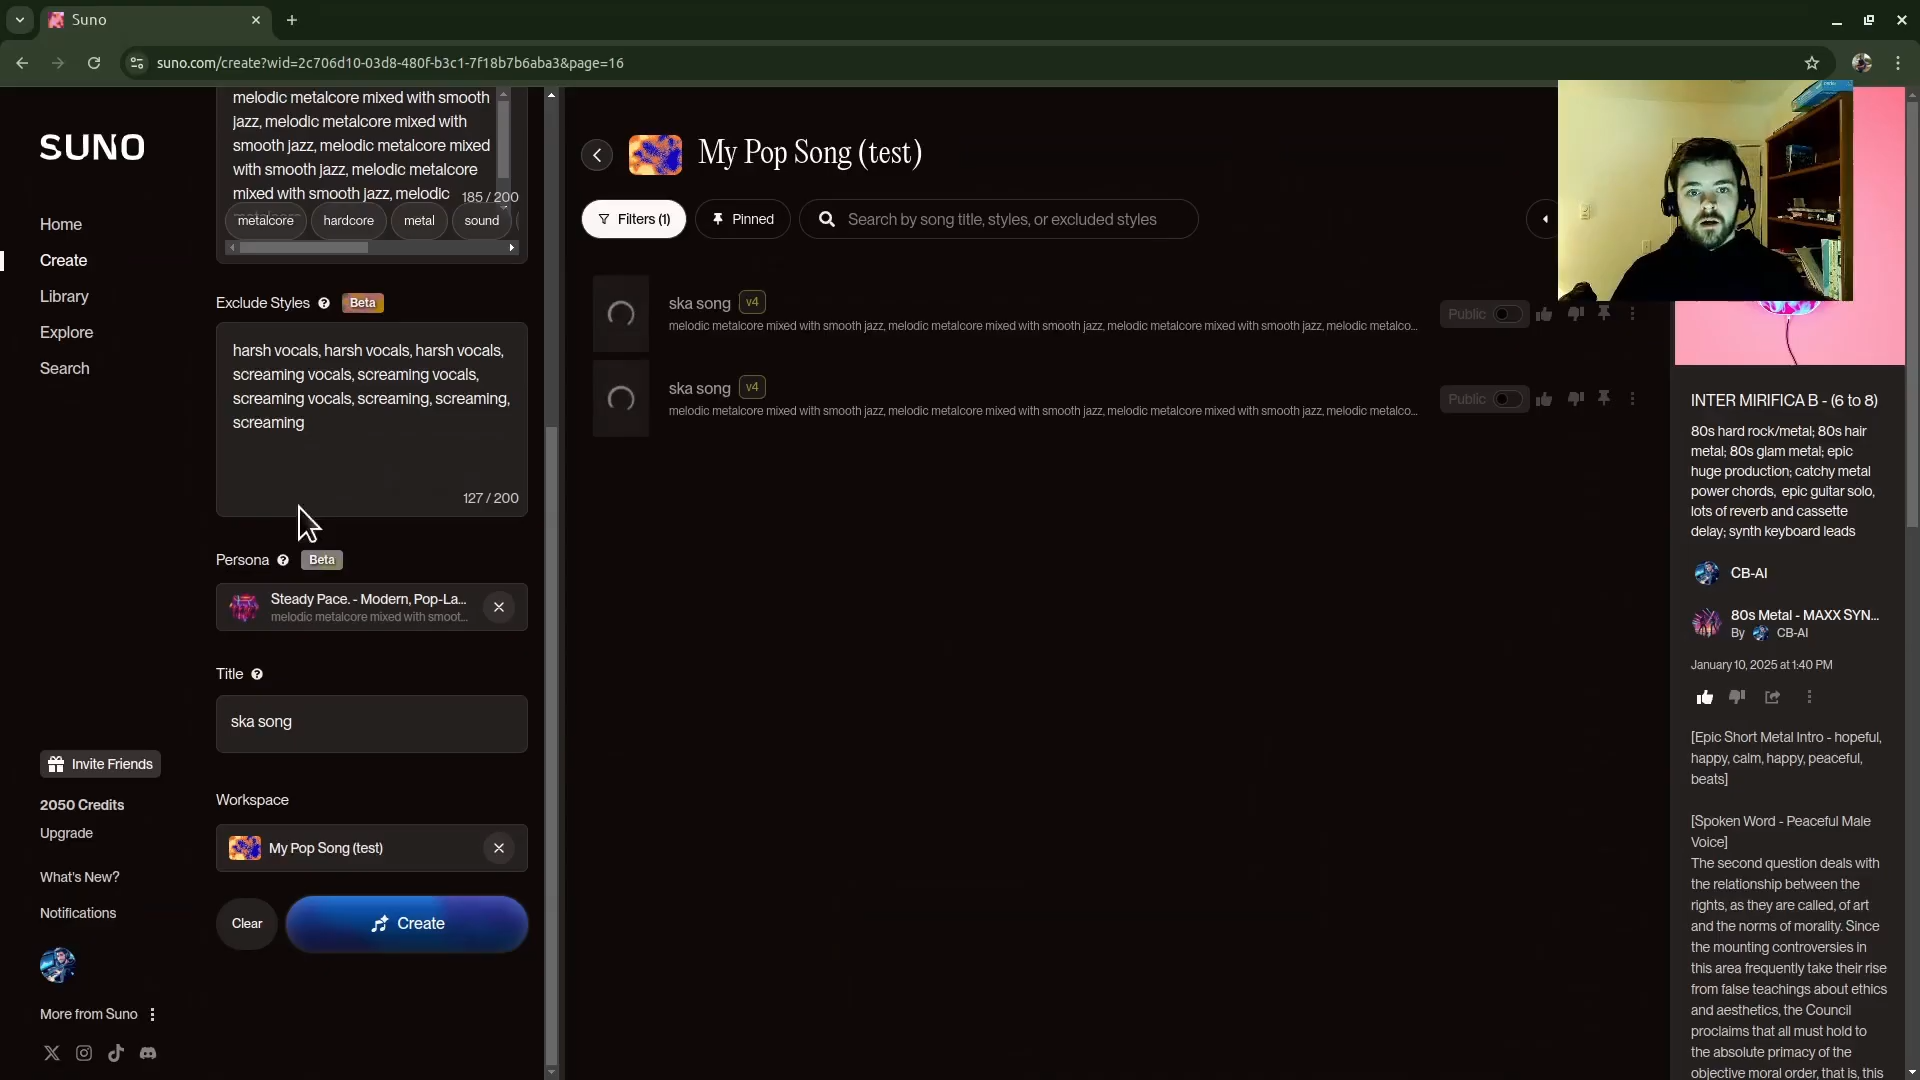 Suno
suno.com/create?wid=2c706d10-03d8-480f-b3c1-7f18b7b6aba3&page=16
SUNO
Home
Create
Library
Explore
Search
Invite Friends
2050 Credits
Upgrade
What's New?
Notifications
More from Suno
melodic metalcore mixed with smooth
jazz, melodic metalcore mixed with
smooth jazz, melodic metalcore mixed
with smooth jazz, melodic metalcore
mixed with smooth jazz, melodic
metalcore
185 / 200
metalcore hardcore metal sound
Exclude Styles Beta
harsh vocals, harsh vocals, harsh vocals,
screaming vocals, screaming vocals,
screaming vocals, screaming, screaming,
screaming
127 / 200
Persona Beta
Steady Pace. - Modern, Pop-La...
melodic metalcore mixed with smoot...
Title
ska song
Workspace
My Pop Song (test)
Clear
Create
My Pop Song (test)
Filters (1)
Pinned
Search by song title, styles, or excluded styles
ska song v4
melodic metalcore mixed with smooth jazz, melodic metalcore mixed with smooth jazz, melodic metalcore mixed with smooth jazz, melodic metalco...
Public
ska song v4
melodic metalcore mixed with smooth jazz, melodic metalcore mixed with smooth jazz, melodic metalcore mixed with smooth jazz, melodic metalco...
Public
INTER MIRIFICA B - (6 to 8)
80s hard rock/metal; 80s hair
metal; 80s glam metal; epic
huge production; catchy metal
power chords, epic guitar solo,
lots of reverb and cassette
delay; synth keyboard leads
CB-AI
80s Metal - MAXX SYN...
By CB-AI
January 10, 2025 at 1:40 PM
[Epic Short Metal Intro - hopeful,
happy, calm, happy, peaceful,
beats]
[Spoken Word - Peaceful Male
Voice]
The second question deals with
the relationship between the
rights, as they are called, of art
and the norms of morality. Since
the mounting controversies in
this area frequently take their rise
from false teachings about ethics
and aesthetics, the Council
proclaims that all must hold to
the absolute primacy of the
objective moral order, that is, this